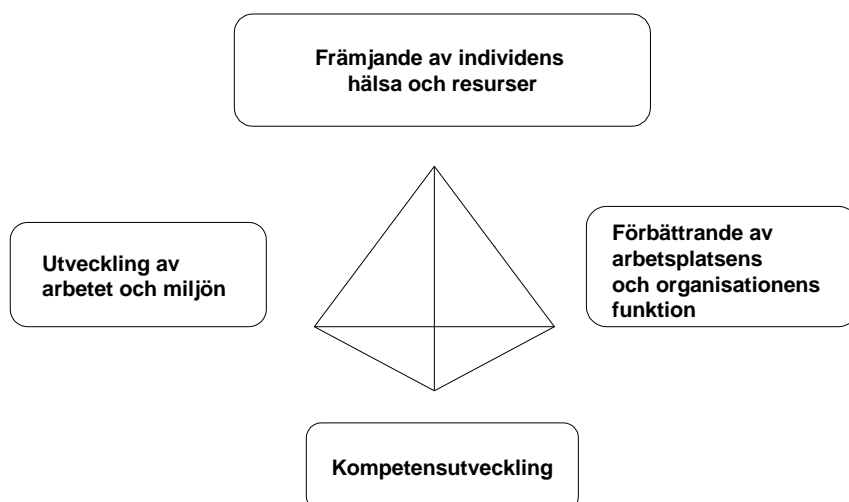 Främjande av individens
hälsa och resurser
Utveckling av
arbetet och miljön
Förbättrande av
arbetsplatsens
och organisationens
funktion
Kompetensutveckling